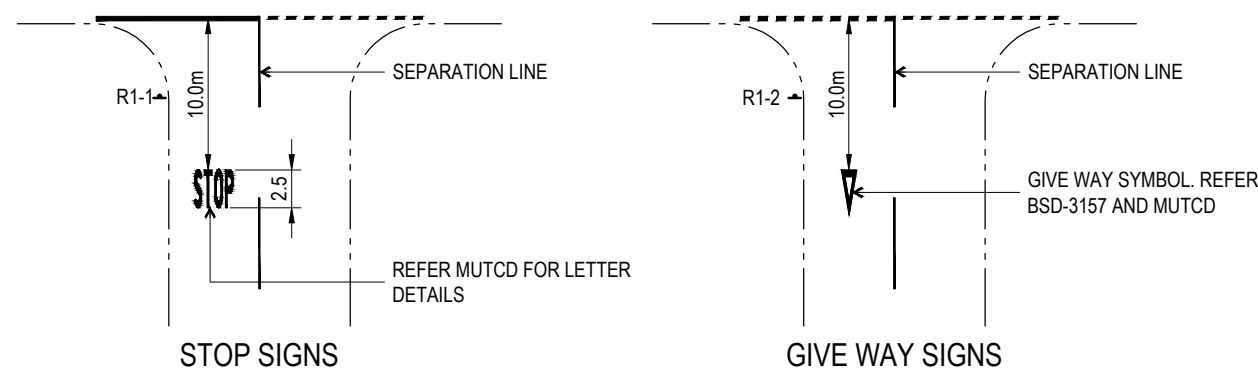 SEPARATION LINE
R1-1
10.0m
STOP
2.5
REFER MUTCD FOR LETTER
DETAILS
STOP SIGNS
SEPARATION LINE
R1-2
10.0m
GIVE WAY SYMBOL. REFER
BSD-3157 AND MUTCD
GIVE WAY SIGNS